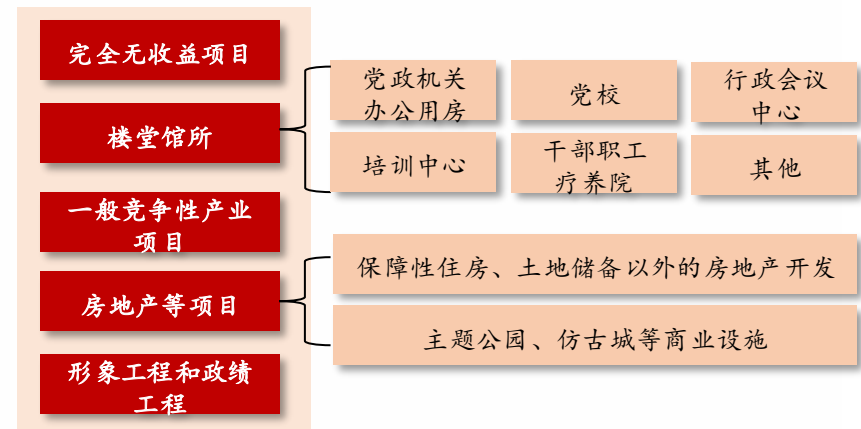 完全无收益项目
楼堂馆所
党政机关
办公用房
党校
行政会议
中心
培训中心
干部职工
疗养院
其他
一般竞争性产业
项目
房地产等项目
保障性住房、土地储备以外的房地产开发
主题公园、仿古城等商业设施
形象工程和政绩
工程